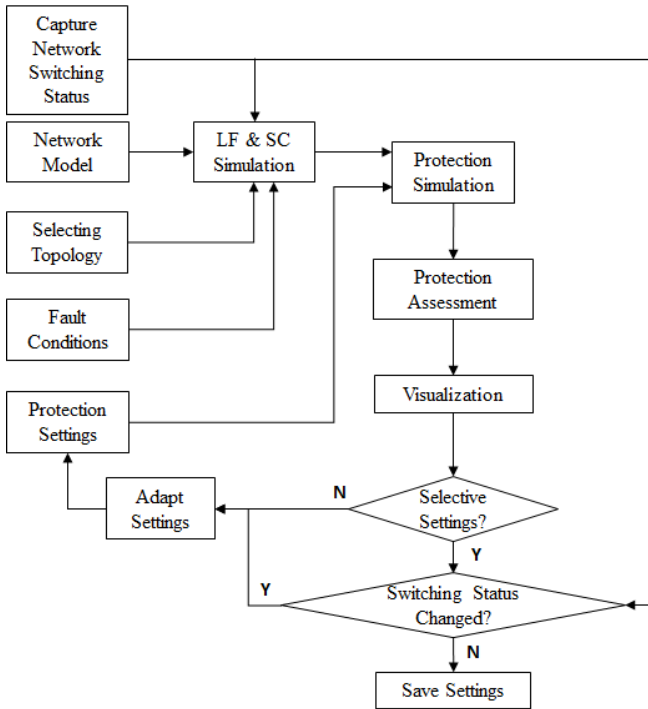 Capture
Network
Switching
Status
Network
Model
LF & SC
Simulation
Protection
Simulation
Selecting
Topology
Protection
Assessment
Fault
Conditions
Visualization
Protection
Settings
Adapt
Settings
N
Selective
Settings?
Y
Y
Switching Status
Changed?
N
Save Settings